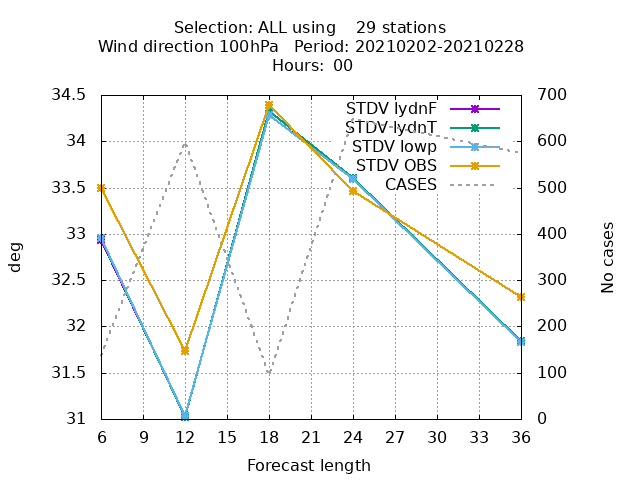 Selection: ALL using 29 stations
Wind direction 100hPa Period: 20210202-20210228
Hours: 00
34.5
34
33.5
33
32.5
32
31.5
31
700
600
500
400
300
200
100
0
STDV lydnF
STDV lydnT
STDV lowp
STDV OBS
CASES
deg
No cases
6 9 12 15 18 21 24 27 30 33 36
Forecast length